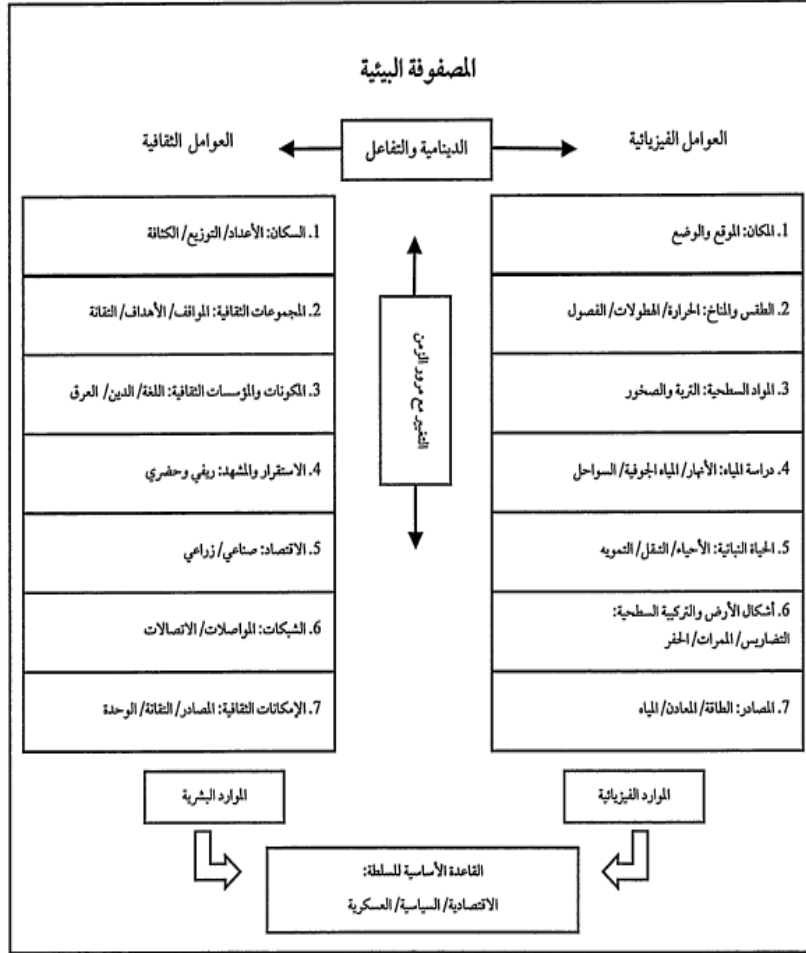 المصفوفة البيئية
العوامل الفيزيائية
الدينامية والتفاعل
العوامل الثقافية
1. المكان: الموقع والوضع
2. الطقس والمناخ: الحرارة/ الهطولات/ الفصول
3. المواد السطحية: التربة والصخور
4. دراسة المياه: الأنهار/ المياه الجوفية/ السواحل
5. الحياة النباتية: الأحياء/ التنقل/ التمويه
6. أشكال الأرض والتركيبة السطحية:
التضاريس/ الممرات/ الحفر
7. المصادر: الطاقة/ المعادن/ المياه
التغيير مع مرور الزمن
1. السكان: الأعداد/ التوزيع/ الكثافة
2. المجموعات الثقافية: المواقف/ الأهداف/ التقانة
3. المكونات والمؤسسات الثقافية: اللغة/ الدين/ العرق
4. الاستقرار والمشهد: ريفي وحضري
5. الاقتصاد: صناعي/ زراعي
6. الشبكات: المواصلات/ الاتصالات
7. الإمكانات الثقافية: المصادر/ التقانة/ الوحدة
الموارد الفيزيائية
الموارد البشرية
القاعدة الأساسية للسلطة:
الاقتصادية/ السياسية/ العسكرية